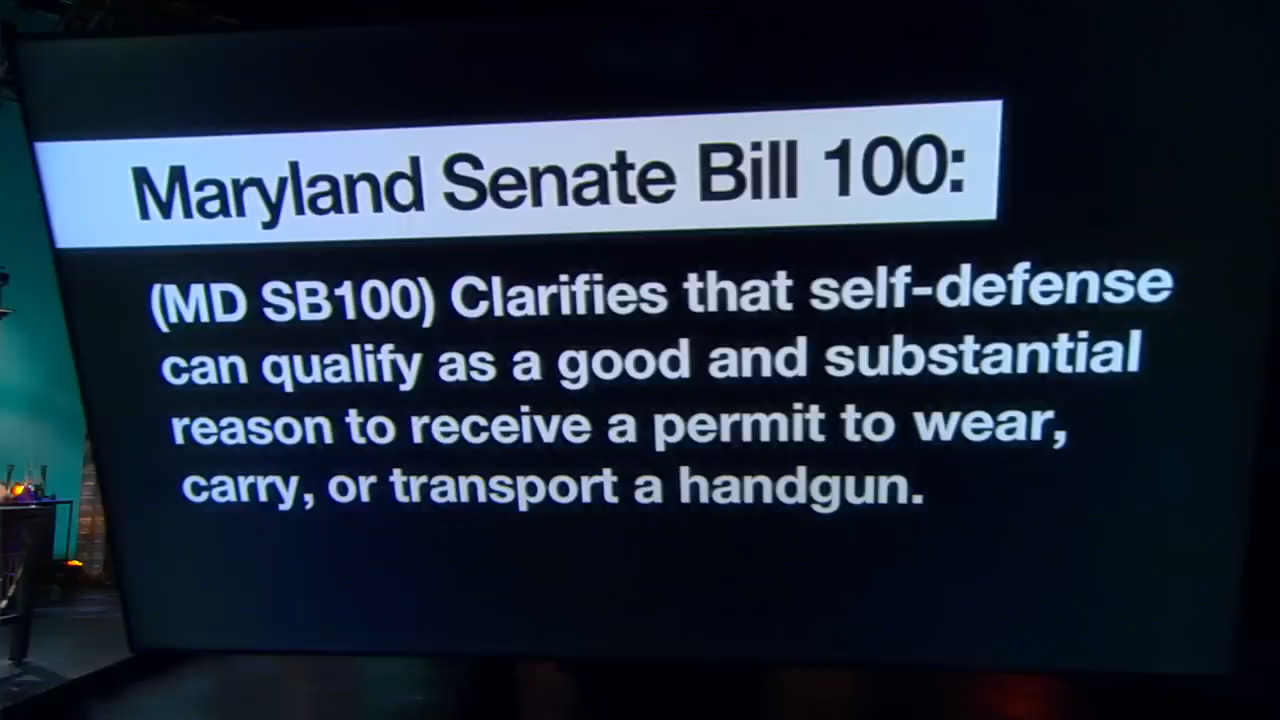 Maryland Senate Bill 100:
(MD SB100) Clarifies that self-defense
can qualify as a good and substantial
reason to receive a permit to wear,
carry, or transport a handgun.